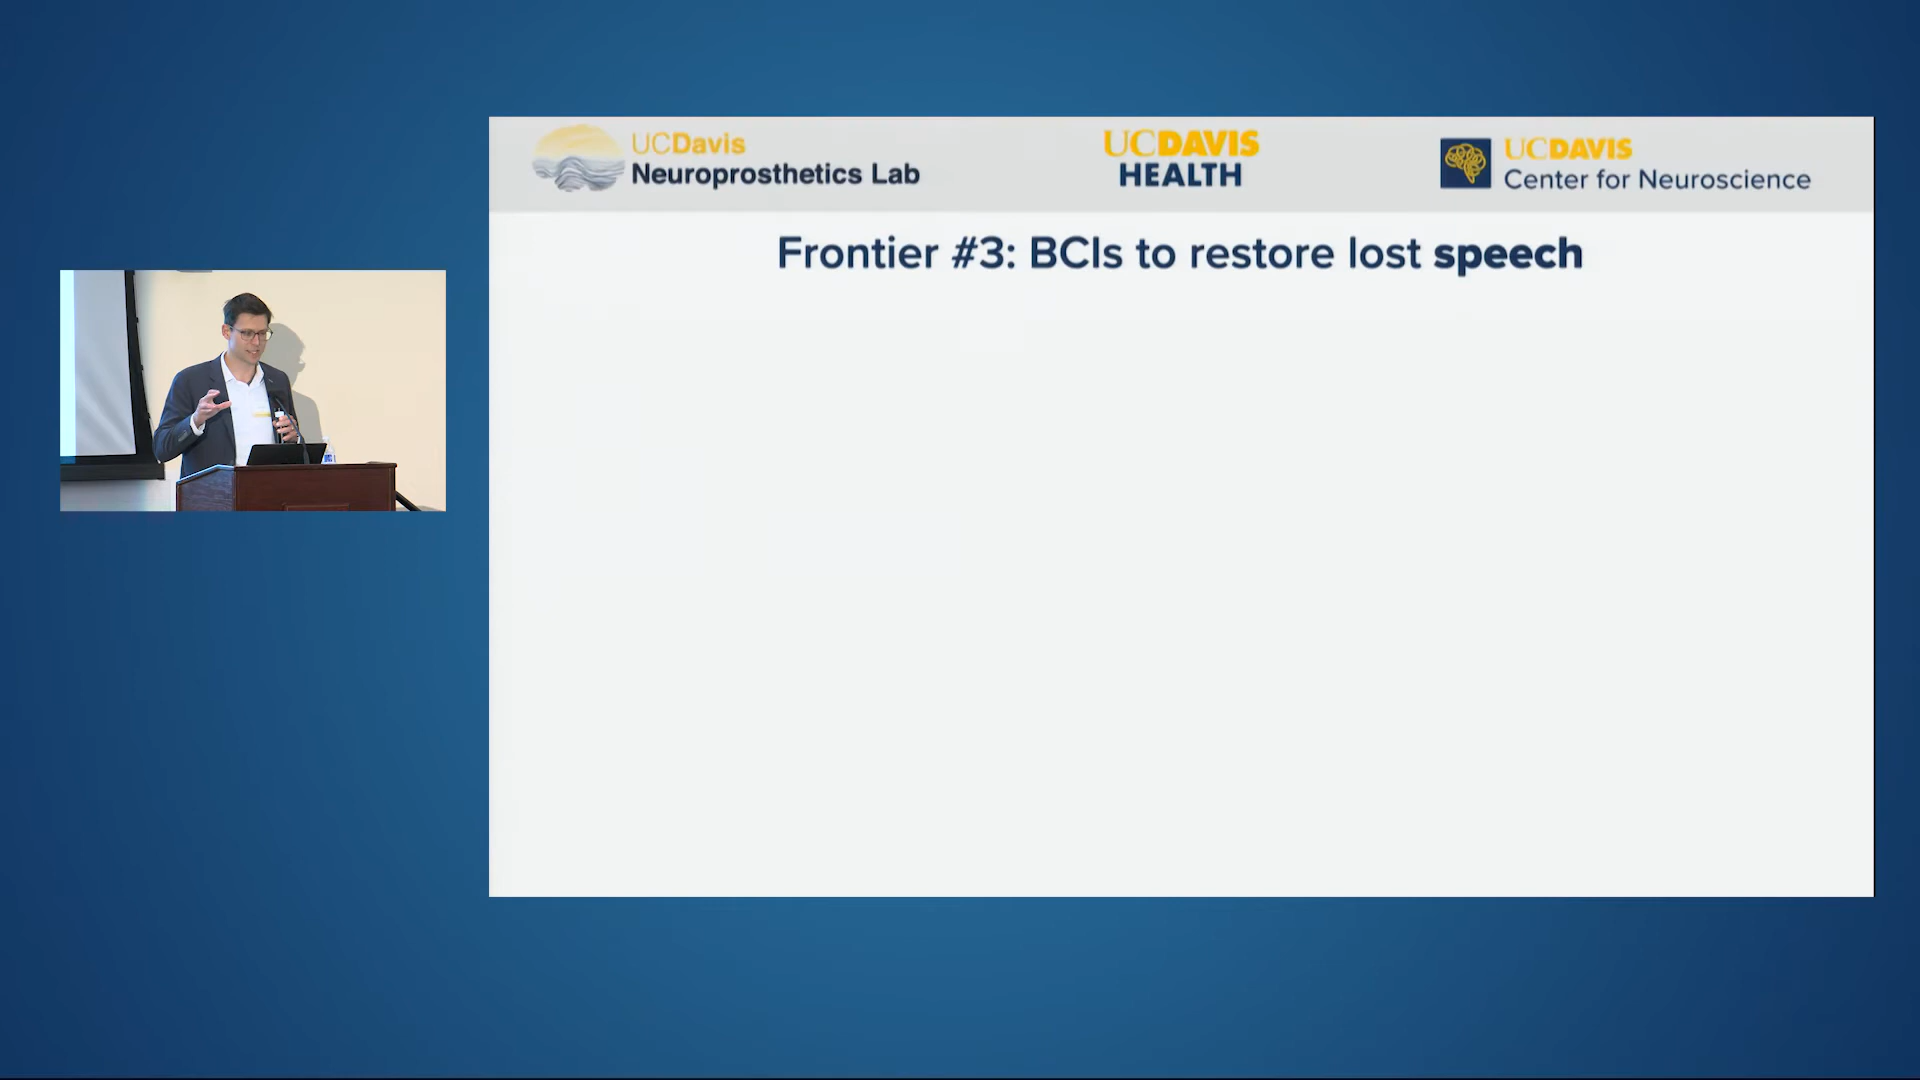 UCDavis
Neuroprosthetics Lab
UCDAVIS
HEALTH
UCDAVIS
Center for Neuroscience
Frontier #3: BCIs to restore lost speech